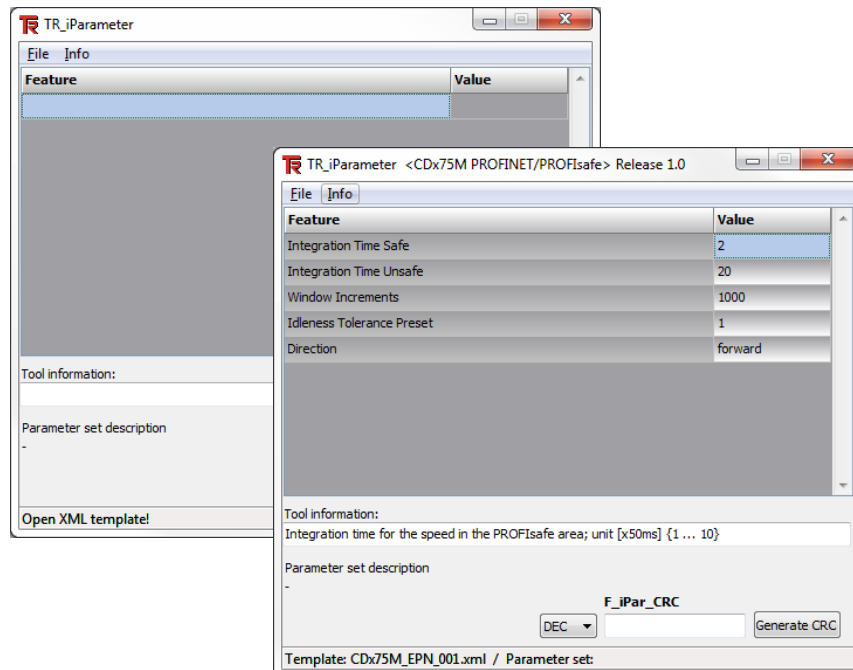 TR_iParameter
File Info
Feature Value
Tool information:
Parameter set description
-
Open XML template!
TR_iParameter <CDx75M PROFINET/PROFIsafe> Release 1.0
File Info
Feature Value
Integration Time Safe 2
Integration Time Unsafe 20
Window Increments 1000
Idleness Tolerance Preset 1
Direction forward
Tool information:
Integration time for the speed in the PROFIsafe area; unit [x50ms] {1 ... 10}
Parameter set description
-
F_iPar_CRC
DEC Generate CRC
Template: CDx75M_EPN_001.xml / Parameter set: